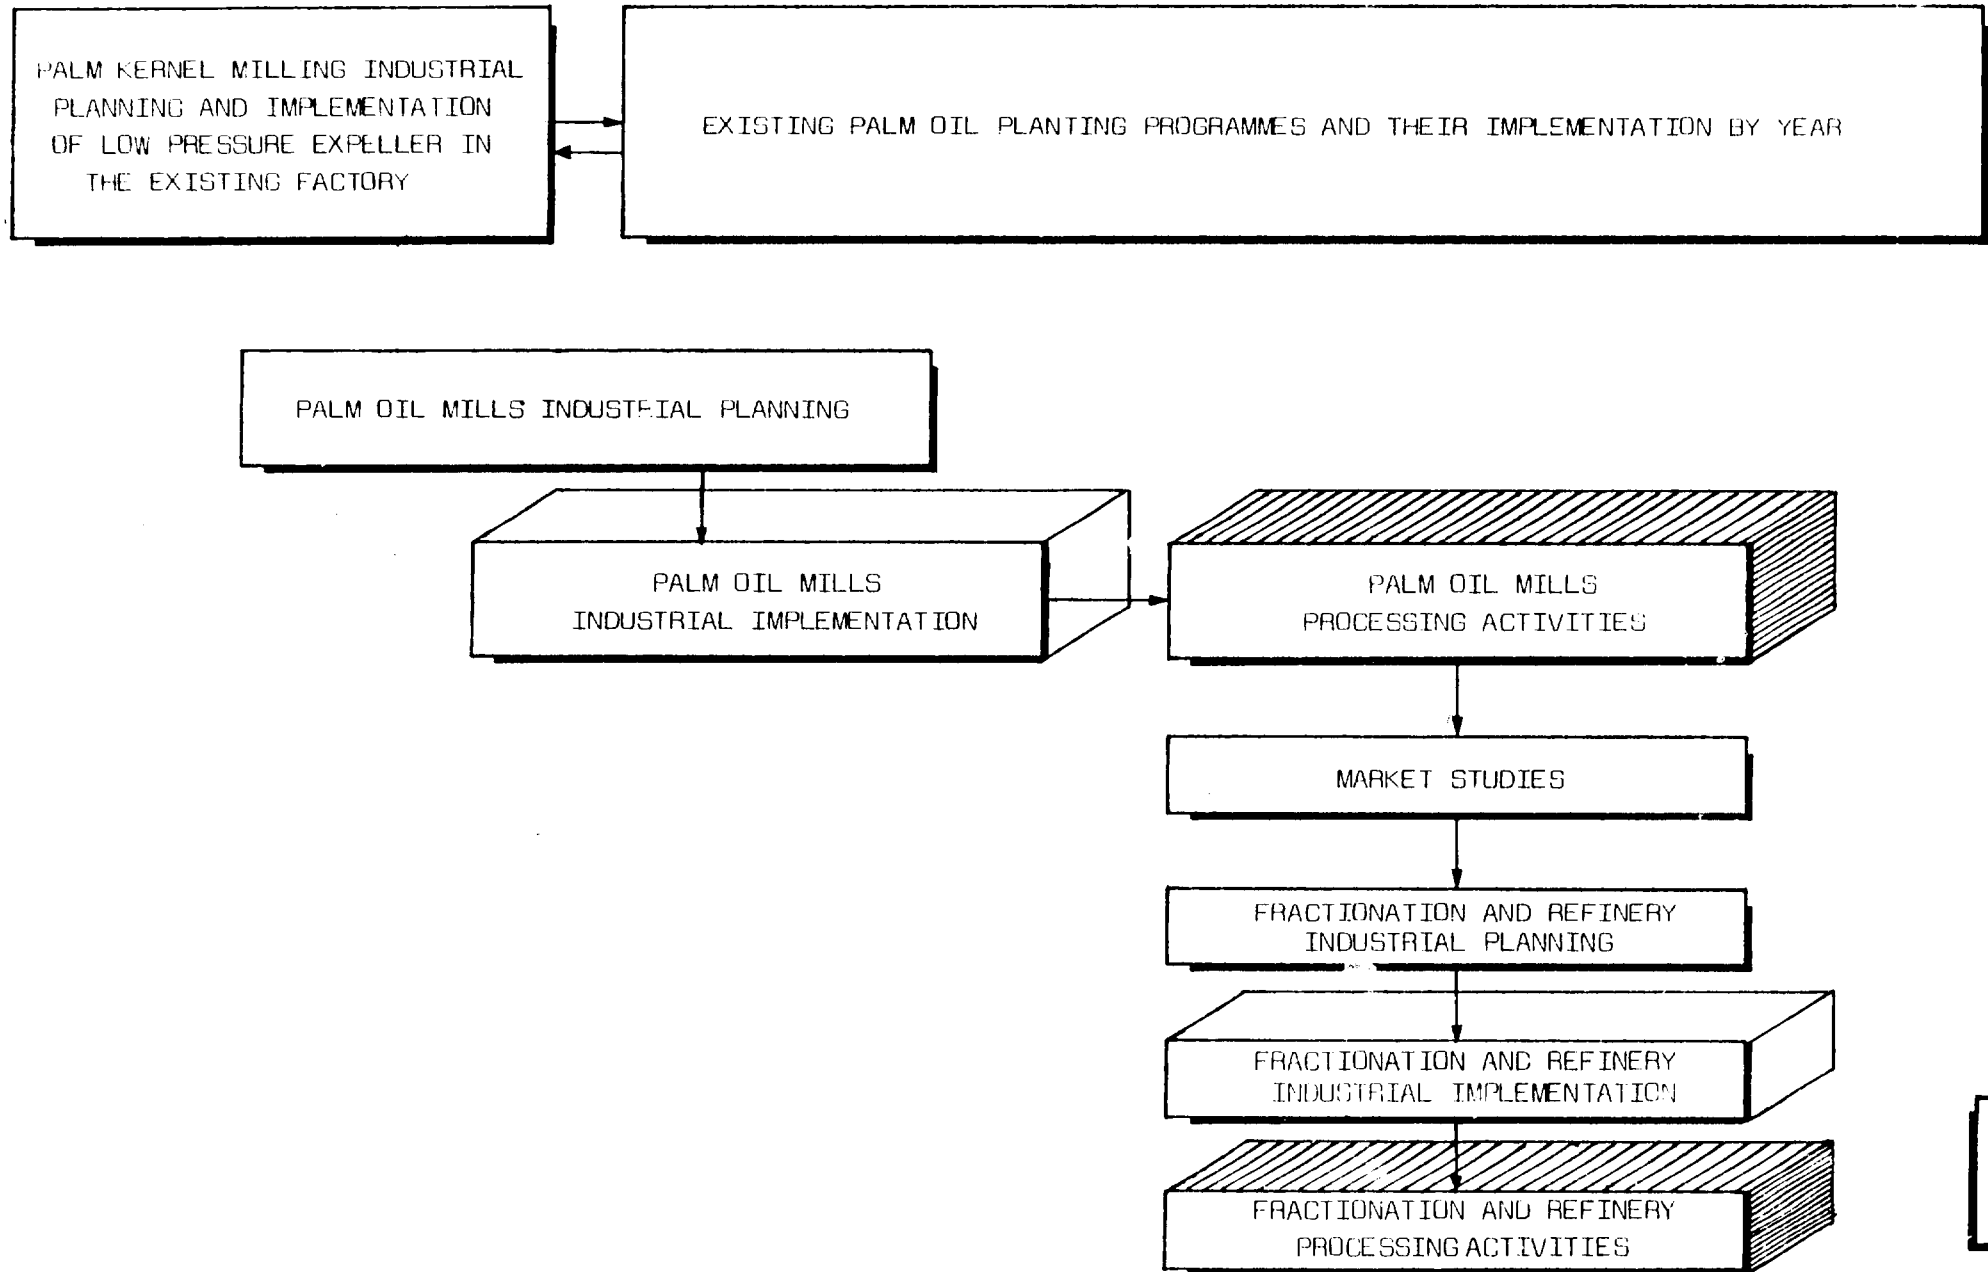 PALM KERNEL MILLING INDUSTRIAL
PLANNING AND IMPLEMENTATION
OF LOW PRESSURE EXPELLER IN
THE EXISTING FACTORY
EXISTING PALM OIL PLANTING PROGRAMMES AND THEIR IMPLEMENTATION BY YEAR
PALM OIL MILLS INDUSTRIAL PLANNING
PALM OIL MILLS
INDUSTRIAL IMPLEMENTATION
PALM OIL MILLS
PROCESSING ACTIVITIES
MARKET STUDIES
FRACTIONATION AND REFINERY
INDUSTRIAL PLANNING
FRACTIONATION AND REFINERY
INDUSTRIAL IMPLEMENTATION
FRACTIONATION AND REFINERY
PROCESSING ACTIVITIES